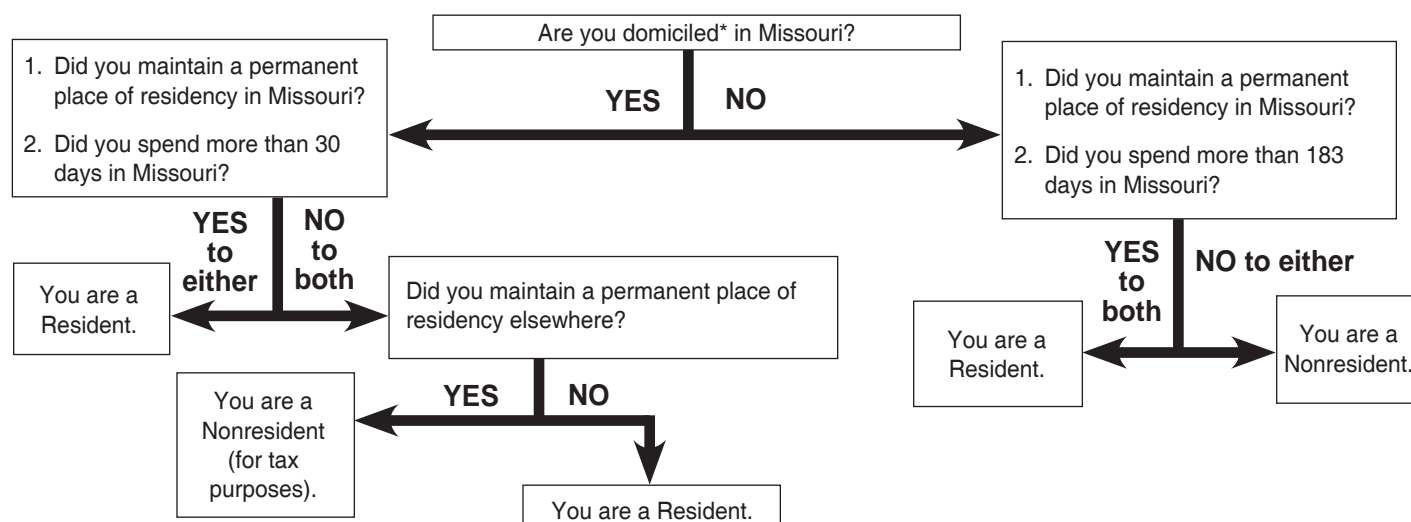 Are you domiciled* in Missouri?
1. Did you maintain a permanent
place of residency in Missouri?
2. Did you spend more than 30
days in Missouri?
YES
NO
1. Did you maintain a permanent
place of residency in Missouri?
2. Did you spend more than 183
days in Missouri?
YES
to
either
NO
to
both
You are a
Resident.
Did you maintain a permanent place of
residency elsewhere?
YES
to
both
NO to either
You are a
Resident.
You are a
Nonresident.
YES
NO
You are a
Nonresident
(for tax
purposes).
You are a Resident.